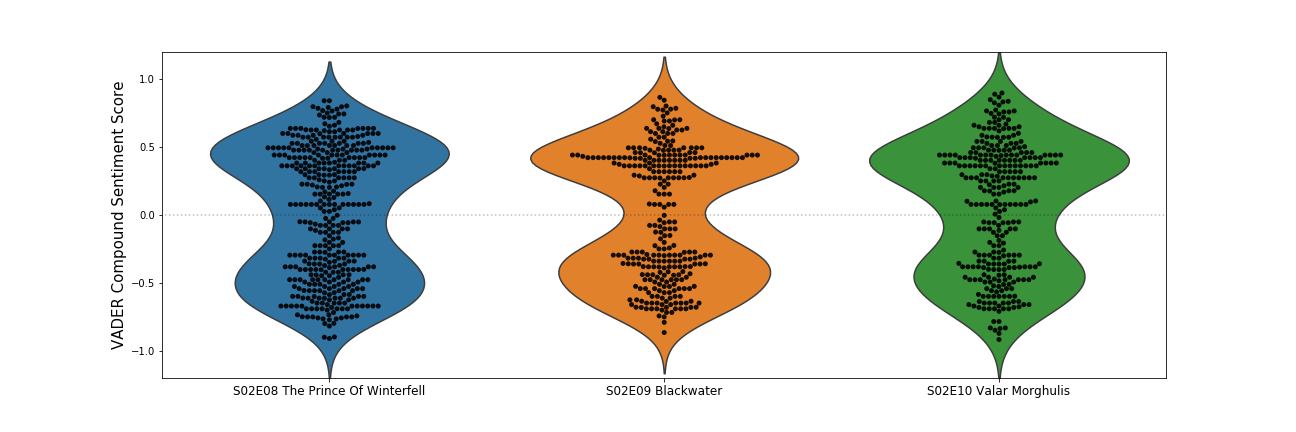 VADER Compound Sentiment Score
1.0
0.5
0.0
−0.5
−1.0
S02E08 The Prince Of Winterfell
S02E09 Blackwater
S02E10 Valar Morghulis